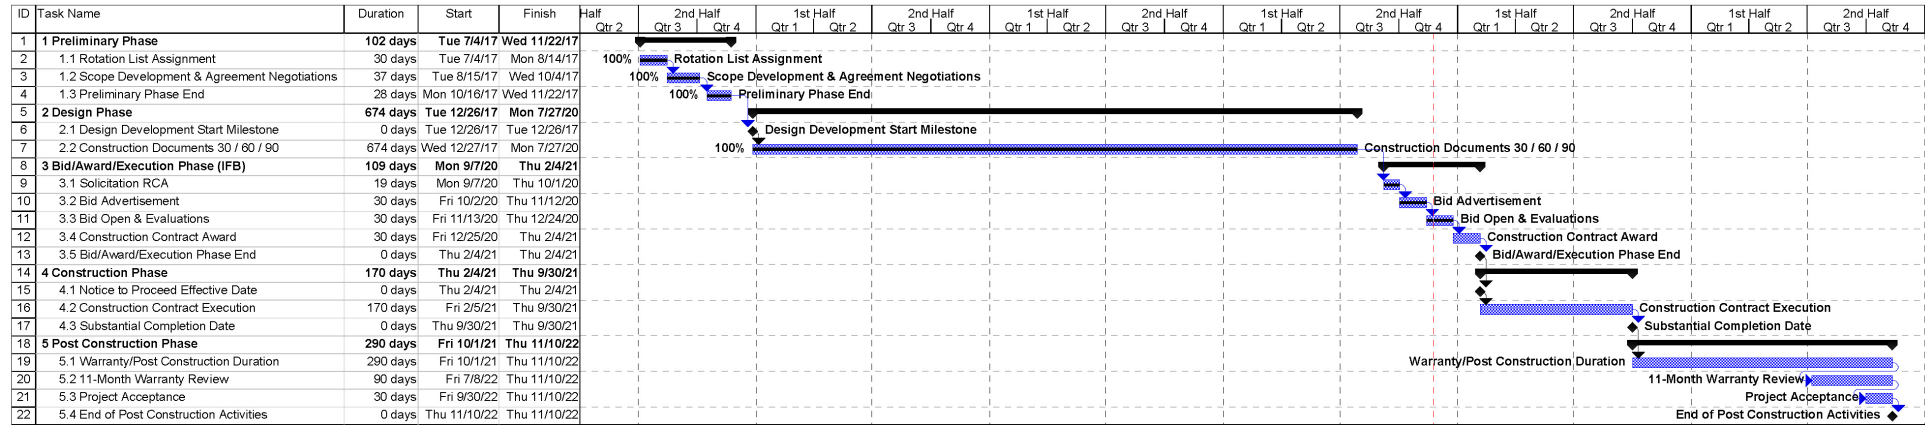 ID Task Name Duration Start Finish Half 2nd Half 1st Half 2nd Half 1st Half 2nd Half 1st Half 2nd Half 1st Half 2nd Half 1st Half 2nd Half
Qtr 2 Qtr 3 Qtr 4 Qtr 1 Qtr 2 Qtr 3 Qtr 4 Qtr 1 Qtr 2 Qtr 3 Qtr 4 Qtr 1 Qtr 2 Qtr 3 Qtr 4 Qtr 1 Qtr 2 Qtr 3 Qtr 4 Qtr 1 Qtr 2 Qtr 3 Qtr 4
1 1 Preliminary Phase 102 days Tue 7/4/17 Wed 11/22/17
2 1.1 Rotation List Assignment 30 days Tue 7/4/17 Mon 8/14/17 100% Rotation List Assignment
3 1.2 Scope Development & Agreement Negotiations 37 days Tue 8/15/17 Wed 10/4/17 100% Scope Development & Agreement Negotiations
4 1.3 Preliminary Phase End 28 days Mon 10/16/17 Wed 11/22/17 100% Preliminary Phase End
5 2 Design Phase 674 days Tue 12/26/17 Mon 7/27/20
6 2.1 Design Development Start Milestone 0 days Tue 12/26/17 Tue 12/26/17 Design Development Start Milestone
7 2.2 Construction Documents 30 / 60 / 90 674 days Wed 12/27/17 Mon 7/27/20 100% Construction Documents 30 / 60 / 90
8 3 Bid/Award/Execution Phase (IFB) 109 days Mon 9/7/20 Thu 2/4/21
9 3.1 Solicitation RCA 19 days Mon 9/7/20 Thu 10/1/20
10 3.2 Bid Advertisement 30 days Fri 10/2/20 Thu 11/12/20 Bid Advertisement
11 3.3 Bid Open & Evaluations 30 days Fri 11/13/20 Thu 12/24/20 Bid Open & Evaluations
12 3.4 Construction Contract Award 30 days Fri 12/25/20 Thu 2/4/21 Construction Contract Award
13 3.5 Bid/Award/Execution Phase End 0 days Thu 2/4/21 Thu 2/4/21 Bid/Award/Execution Phase End
14 4 Construction Phase 170 days Thu 2/4/21 Thu 9/30/21
15 4.1 Notice to Proceed Effective Date 0 days Thu 2/4/21 Thu 2/4/21
16 4.2 Construction Contract Execution 170 days Fri 2/5/21 Thu 9/30/21 Construction Contract Execution
17 4.3 Substantial Completion Date 0 days Thu 9/30/21 Thu 9/30/21 Substantial Completion Date
18 5 Post Construction Phase 290 days Fri 10/1/21 Thu 11/10/22
19 5.1 Warranty/Post Construction Duration 290 days Fri 10/1/21 Thu 11/10/22 Warranty/Post Construction Duration
20 5.2 11-Month Warranty Review 90 days Fri 7/8/22 Thu 11/10/22 11-Month Warranty Review
21 5.3 Project Acceptance 30 days Fri 9/30/22 Thu 11/10/22 Project Acceptance
22 5.4 End of Post Construction Activities 0 days Thu 11/10/22 Thu 11/10/22 End of Post Construction Activities